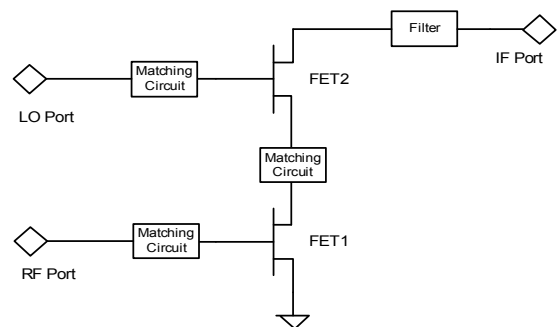 Filter
IF Port
Matching
Circuit
FET2
LO Port
Matching
Circuit
Matching
Circuit
FET1
RF Port